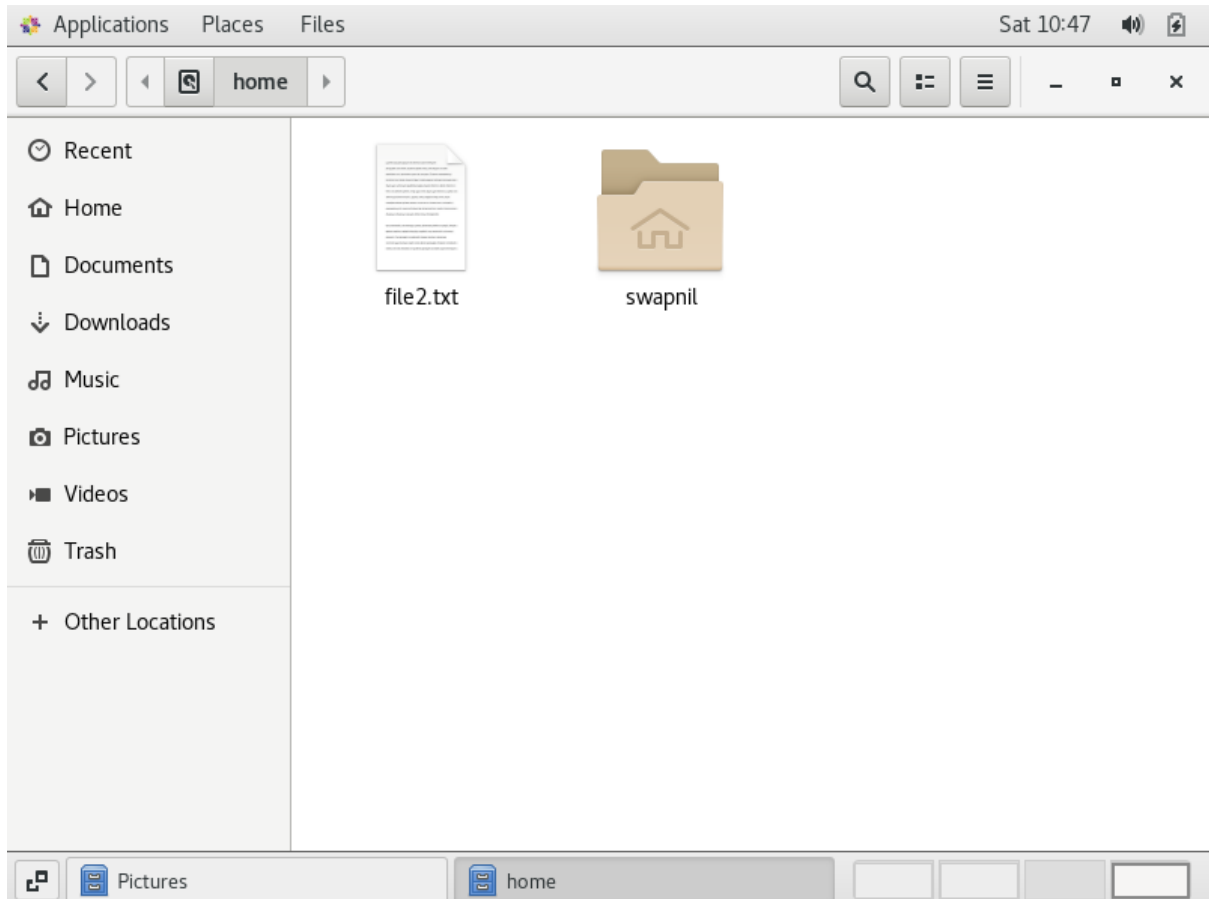 Applications Places Files Sat 10:47
home
Recent
Home
Documents
Downloads
Music
Pictures
Videos
Trash
Other Locations
file2.txt swapnil
Pictures home